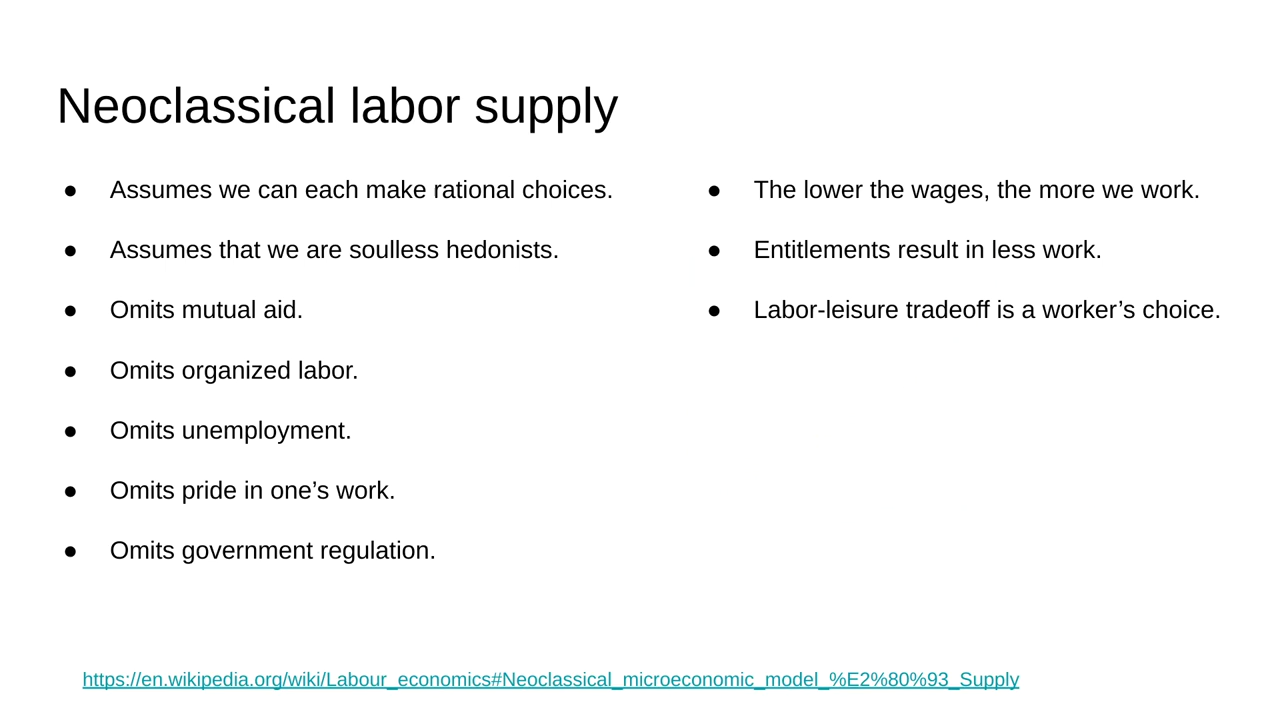 Neoclassical labor supply
● Assumes we can each make rational choices.
● Assumes that we are soulless hedonists.
● Omits mutual aid.
● Omits organized labor.
● Omits unemployment.
● Omits pride in one’s work.
● Omits government regulation.
● The lower the wages, the more we work.
● Entitlements result in less work.
● Labor-leisure tradeoff is a worker’s choice.
https://en.wikipedia.org/wiki/Labour_economics#Neoclassical_microeconomic_model_%E2%80%93_Supply